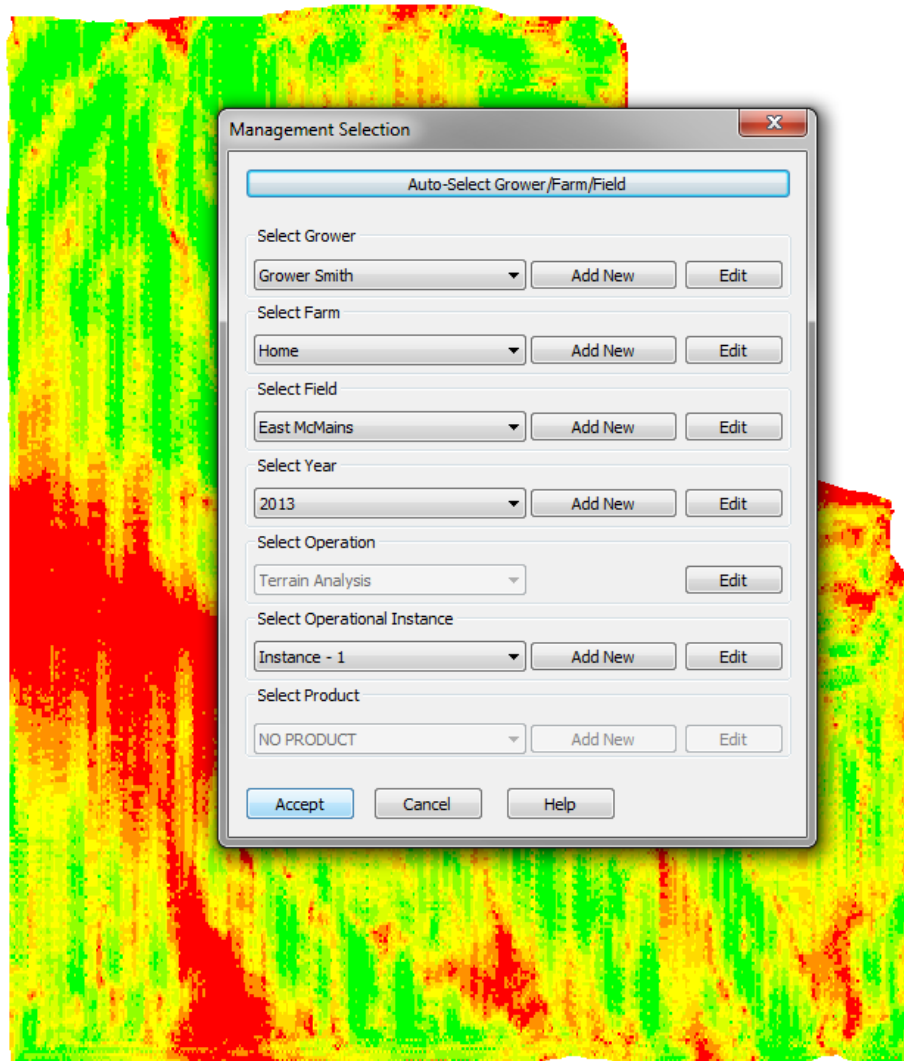 Management Selection
Auto-Select Grower/Farm/Field
Select Grower
Grower Smith Add New Edit
Select Farm
Home Add New Edit
Select Field
East McMains Add New Edit
Select Year
2013 Add New Edit
Select Operation
Terrain Analysis Edit
Select Operational Instance
Instance - 1 Add New Edit
Select Product
NO PRODUCT Add New Edit
Accept Cancel Help